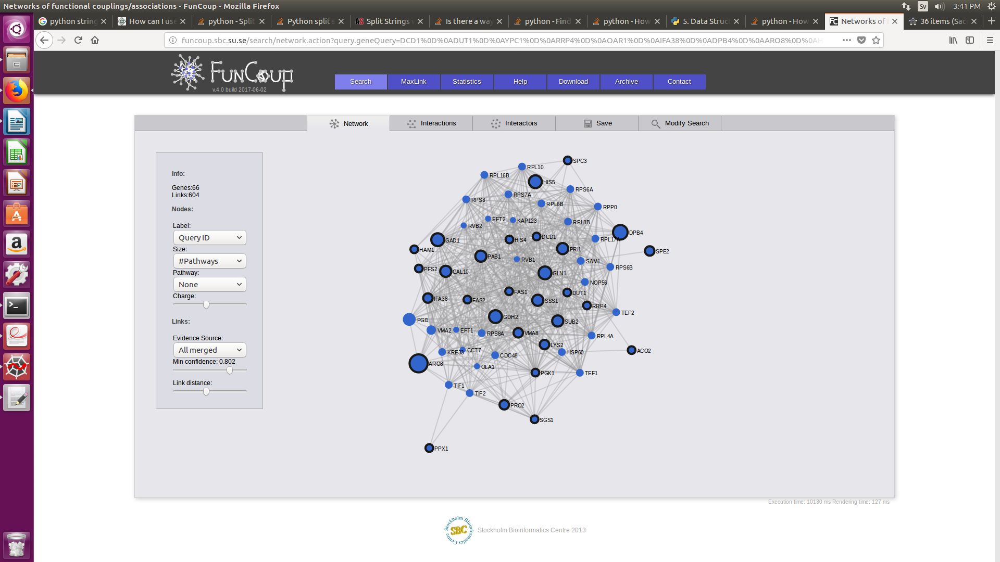 Networks of functional couplings/associations - FunCoup - Mozilla Firefox
Sv
3:41 PM
python string
How can I use
python - Split
Python split s
Split Strings w
Is there a way
python - Find
python - How
5. Data Struct
python - How
Networks of f
36 items (Sac
funcoup.sbc.su.se/search/network.action?query.geneQuery=DCD1%0D%0ADUT1%0D%0AYPC1%0D%0ARRP4%0D%0AOAR1%0D%0AIFA38%0D%0ADPB4%0D%0AARO8%0D%0AH
FunCoup
v.4.0 build 2017-06-02
Search
MaxLink
Statistics
Help
Download
Archive
Contact
Network
Interactions
Interactors
Save
Modify Search
Info:
Genes:66
Links:604
Nodes:
Label:
Query ID
Size:
#Pathways
Pathway:
None
Charge:
Links:
Evidence Source:
All merged
Min confidence: 0.802
Link distance:
SPC3
RPL10
RPL16B
HIS5
RPS6A
RPS7A
RPS3
RPL6B
RPP0
EFT2
KAP123
RPL8B
RVB2
DPB4
DCD1
HIS4
RPL17A
GAD1
HAM1
PRI1
SPE2
PAB1
RVB1
SAM1
RPS6B
PFS2
GAL10
GLN1
NOP56
FAS1
DUT1
IFA38
FAS2
SSS1
RRP4
TEF2
GDH2
PGI1
SUB2
VMA2
EFT1
RPS8A
VMA8
RPL4A
LYS2
ACO2
KRE33
CCT7
CDC48
HSP60
ARO8
OLA1
PGK1
TEF1
TIF1
TIF2
PRO2
SGS1
PPX1
Execution time: 10130 ms Rendering time: 127 ms
Stockholm Bioinformatics Centre
SBC
Stockholm Bioinformatics Centre 2013